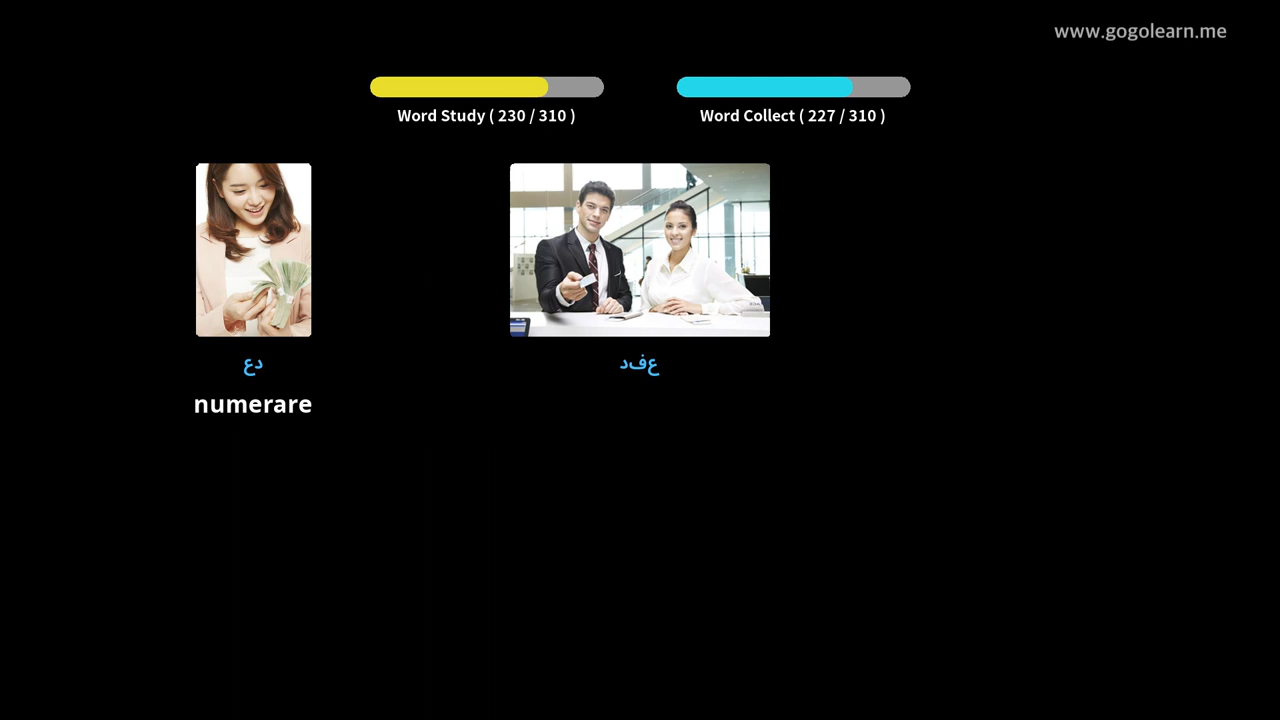 www.gogolearn.me
Word Study ( 230 / 310 )
Word Collect ( 227 / 310 )
دع
عفد
numerare